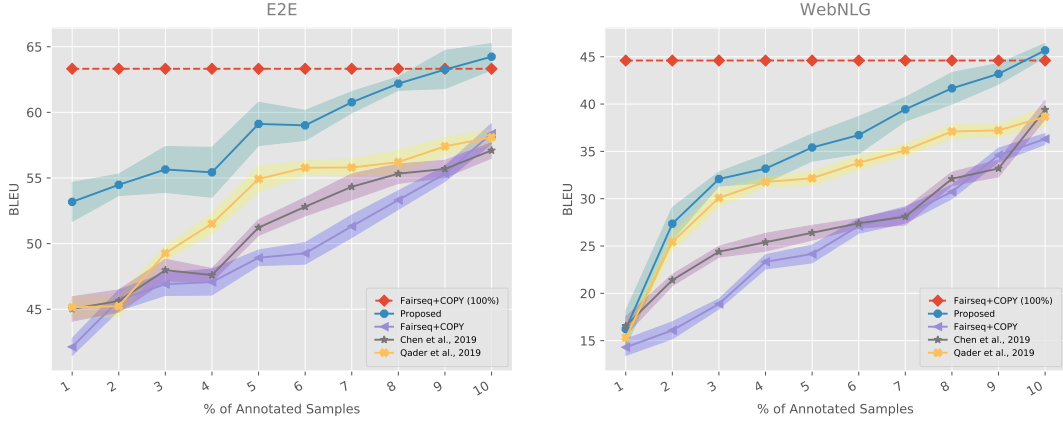 E2E
65
60
55
50
45
BLEU
Fairseq+COPY (100%)
Proposed
Fairseq+COPY
Chen et al., 2019
Qader et al., 2019
1 2 3 4 5 6 7 8 9 10
% of Annotated Samples
WebNLG
45
40
35
30
25
20
15
BLEU
Fairseq+COPY (100%)
Proposed
Fairseq+COPY
Chen et al., 2019
Qader et al., 2019
1 2 3 4 5 6 7 8 9 10
% of Annotated Samples